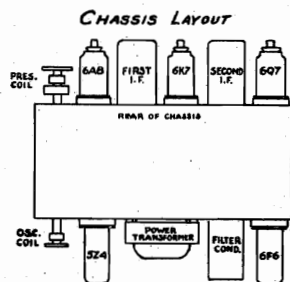 CHASSIS LAYOUT
PRES. COIL
6A8
FIRST I.F.
6K7
SECOND I.F.
6Q7
REAR OF CHASSIS
OSC. COIL
5Z4
POWER TRANSFORMER
FILTER COND.
6F6